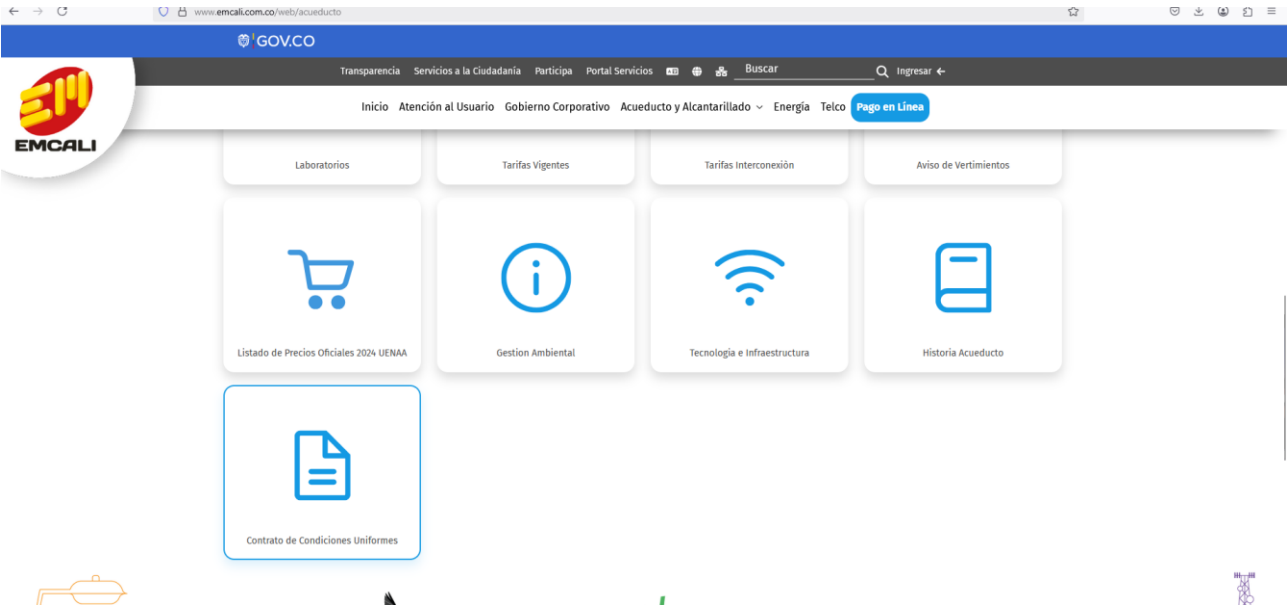 www.emcali.com.co/web/acueducto
GOV.CO
Transparencia Servicios a la Ciudadanía Participa Portal Servicios Buscar Ingresar
EMCALI
Inicio Atención al Usuario Gobierno Corporativo Acueducto y Alcantarillado Energía Telco Pago en Línea
Laboratorios Tarifas Vigentes Tarifas Interconexión Aviso de Vertimientos
Listado de Precios Oficiales 2024 UENAA Gestion Ambiental Tecnología e Infraestructura Historia Acueducto
Contrato de Condiciones Uniformes